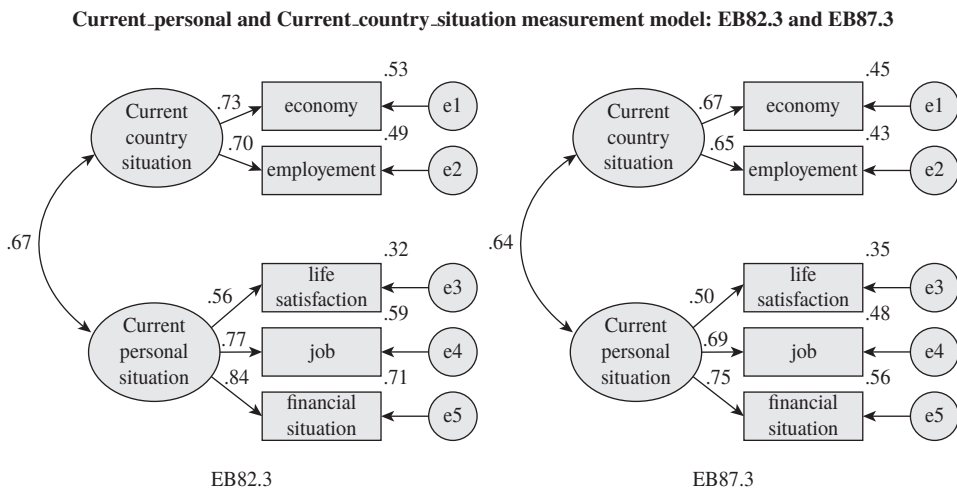 Current_personal and Current_country_situation measurement model: EB82.3 and EB87.3
.53
.73
Current
country
situation
economy
e1
.49
.70
employement
e2
.67
.32
.56
life
satisfaction
e3
.59
Current
personal
situation
.77
job
e4
.71
.84
financial
situation
e5
EB82.3
.45
.67
Current
country
situation
economy
e1
.43
.65
employement
e2
.64
.35
.50
life
satisfaction
e3
.48
Current
personal
situation
.69
job
e4
.56
.75
financial
situation
e5
EB87.3